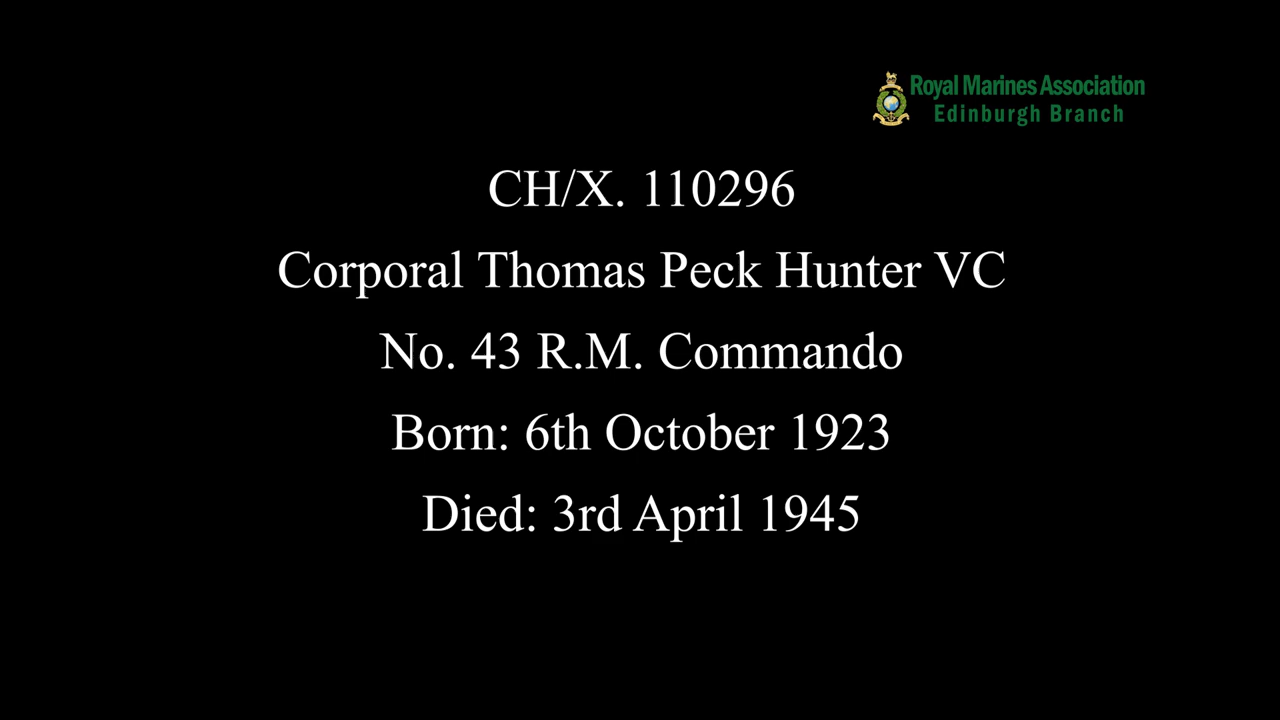 Royal Marines Association
Edinburgh Branch
CH/X. 110296
Corporal Thomas Peck Hunter VC
No. 43 R.M. Commando
Born: 6th October 1923
Died: 3rd April 1945